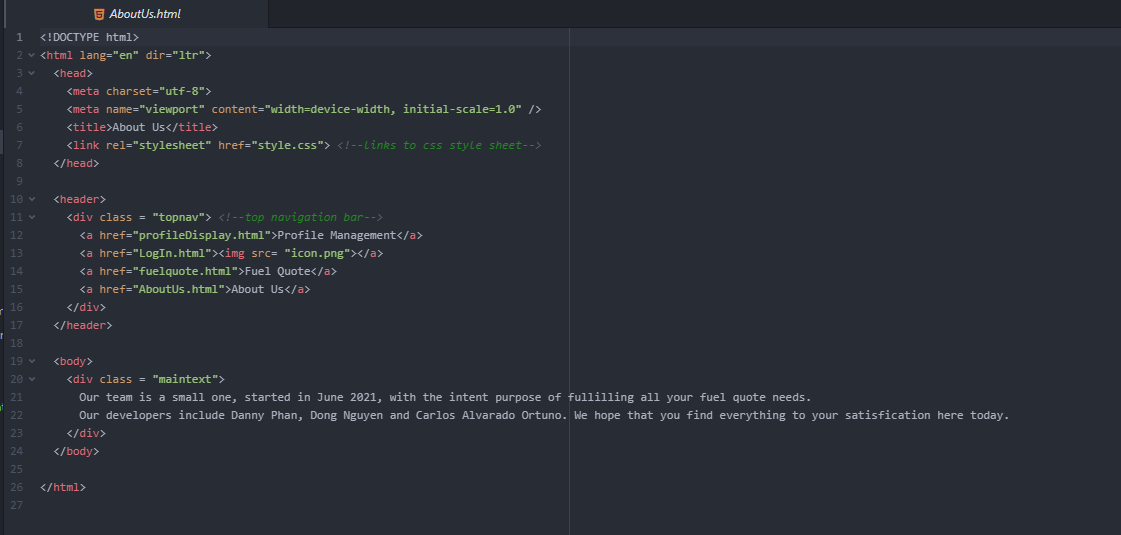 AboutUs.html
1 <!DOCTYPE html>
2 <html lang="en" dir="ltr">
3 <head>
4 <meta charset="utf-8">
5 <meta name="viewport" content="width=device-width, initial-scale=1.0" />
6 <title>About Us</title>
7 <link rel="stylesheet" href="style.css"> <!--links to css style sheet-->
8 </head>
9
10 <header>
11 <div class = "topnav"> <!--top navigation bar-->
12 <a href="profileDisplay.html">Profile Management</a>
13 <a href="LogIn.html"><img src= "icon.png"></a>
14 <a href="fuelquote.html">Fuel Quote</a>
15 <a href="AboutUs.html">About Us</a>
16 </div>
17 </header>
18
19 <body>
20 <div class = "maintext">
21 Our team is a small one, started in June 2021, with the intent purpose of fullilling all your fuel quote needs.
22 Our developers include Danny Phan, Dong Nguyen and Carlos Alvarado Ortuno. We hope that you find everything to your satisfication here today.
23 </div>
24 </body>
25
26 </html>
27